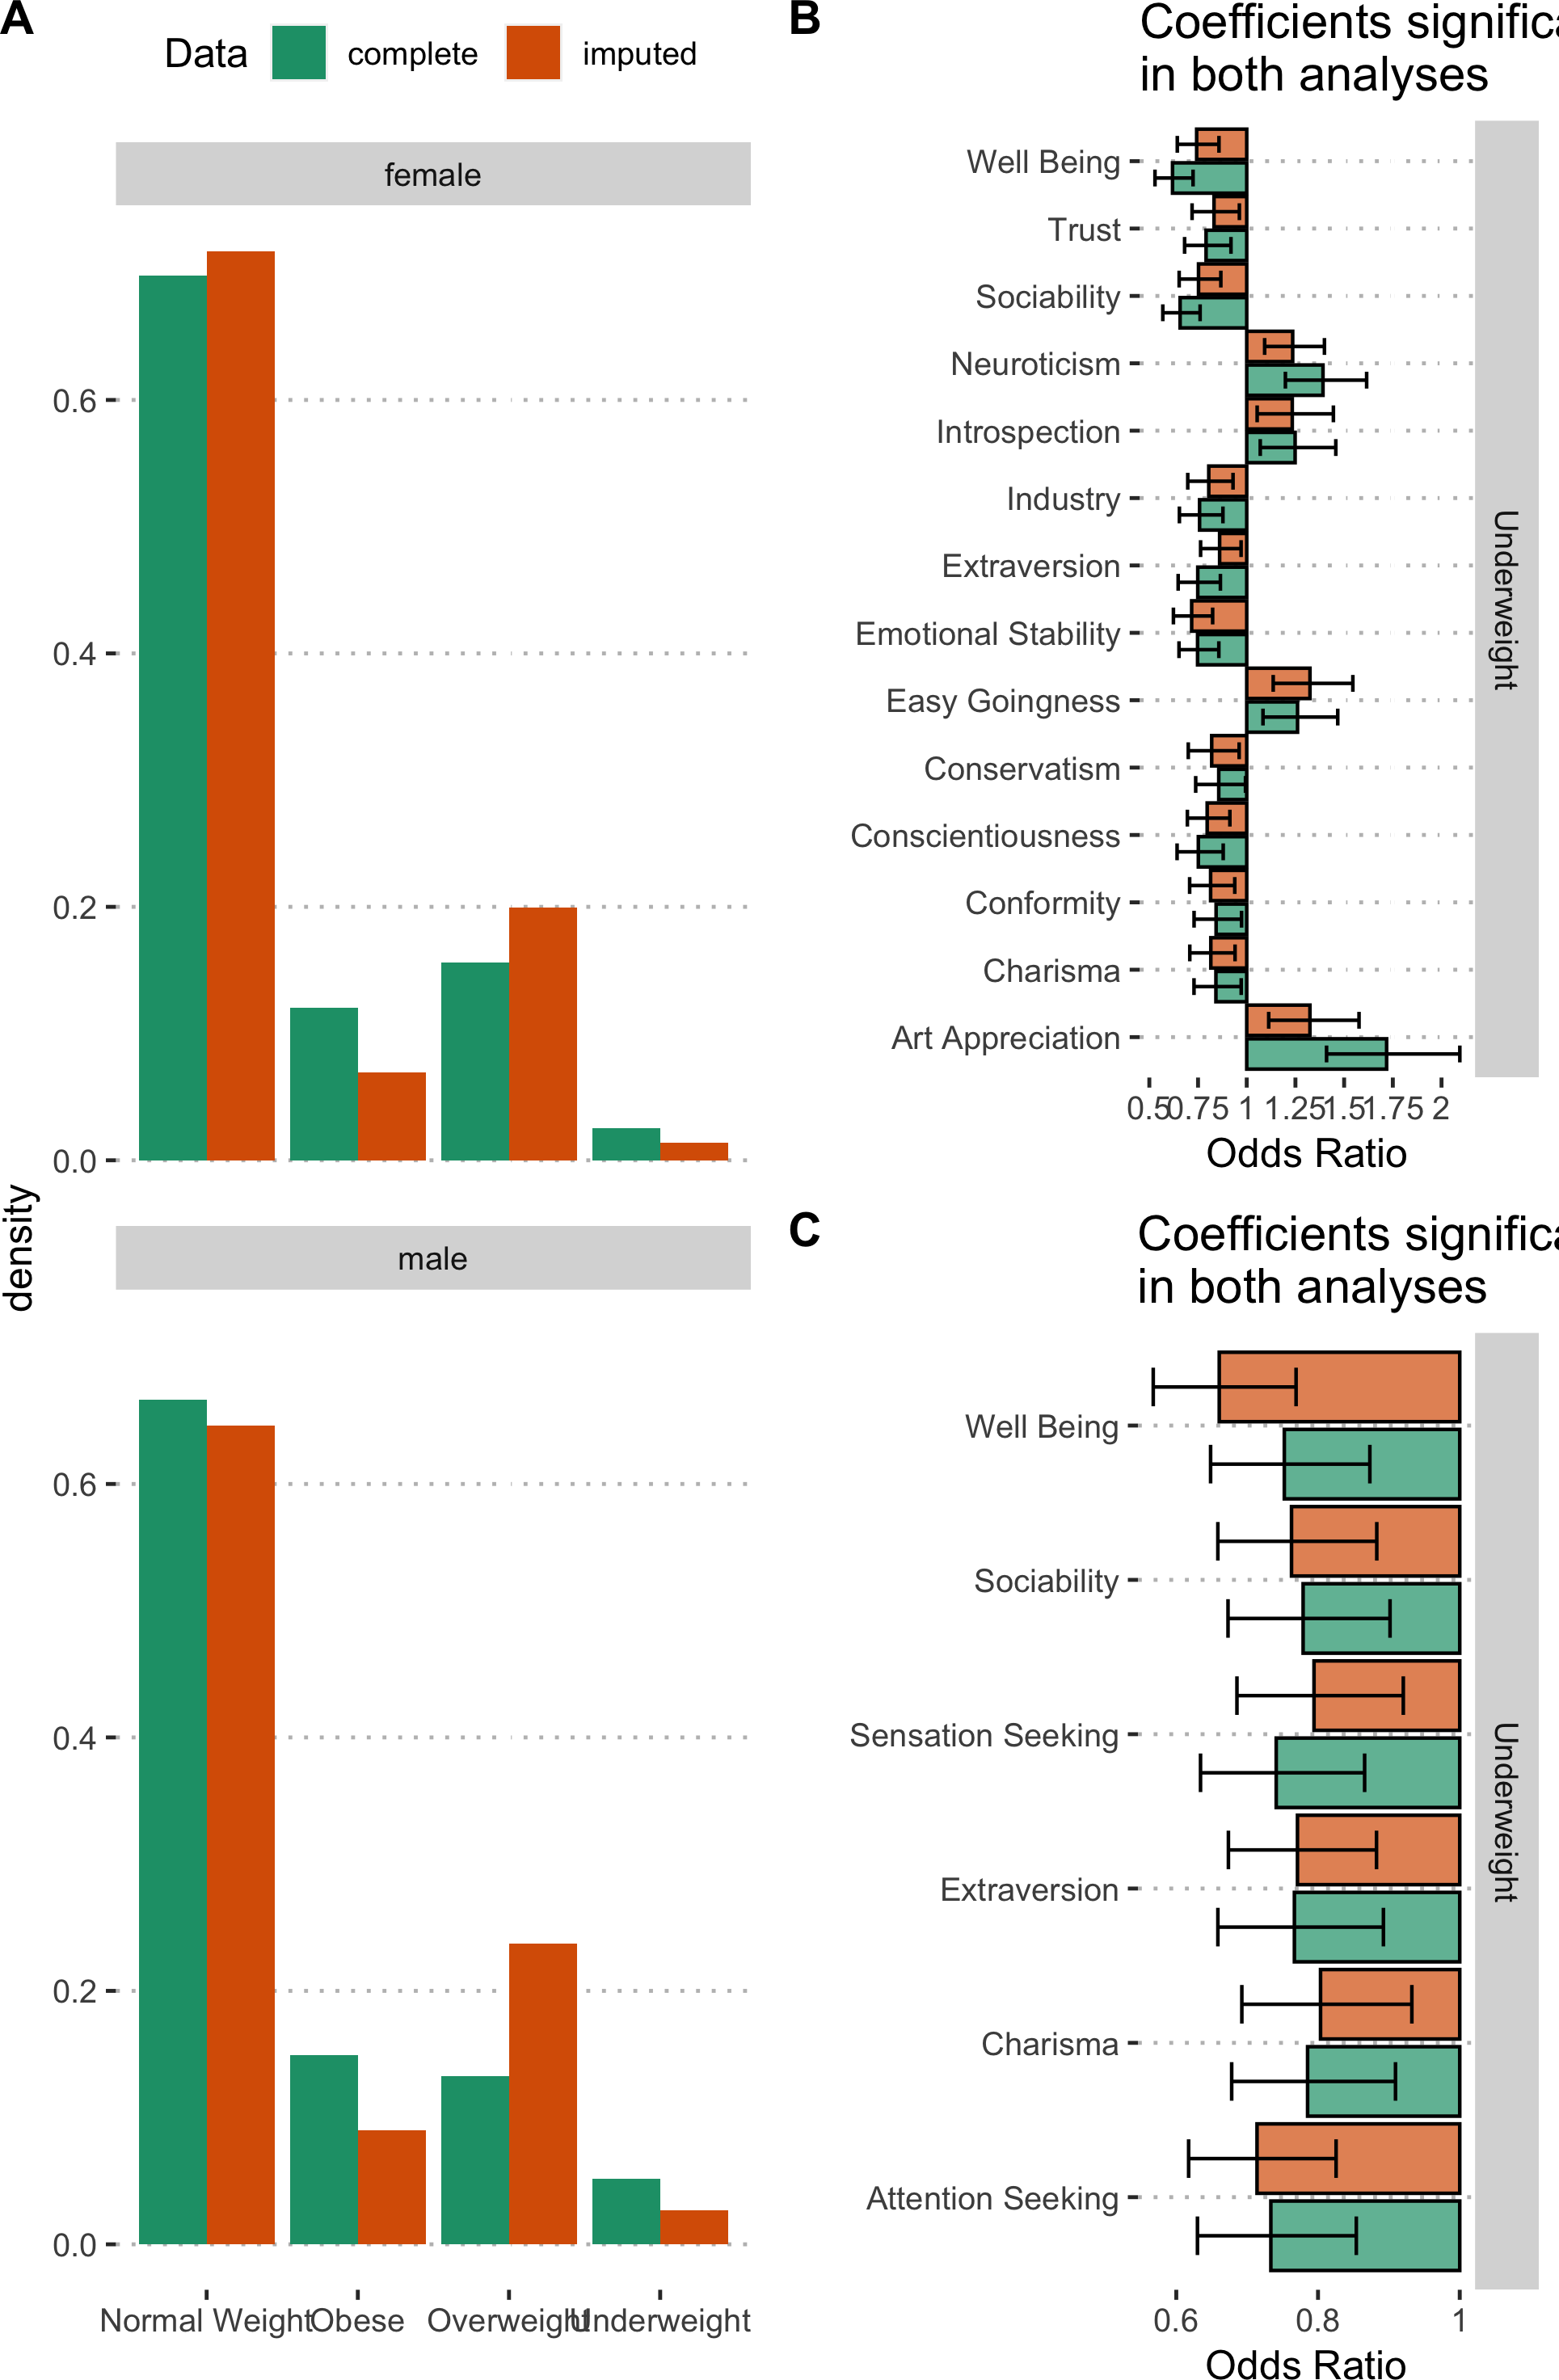 A
Data complete imputed
female
0.6
0.4
0.2
0.0
density
male
0.6
0.4
0.2
0.0
Normal Weight Obese Overweight Underweight
B
Coefficients significa
in both analyses
Well Being
Trust
Sociability
Neuroticism
Introspection
Industry
Extraversion
Emotional Stability
Easy Goingness
Conservatism
Conscientiousness
Conformity
Charisma
Art Appreciation
Underweight
0.5 0.75 1 1.25 1.5 1.75 2
Odds Ratio
C
Coefficients significa
in both analyses
Well Being
Sociability
Sensation Seeking
Extraversion
Charisma
Attention Seeking
Underweight
0.6 0.8 1
Odds Ratio